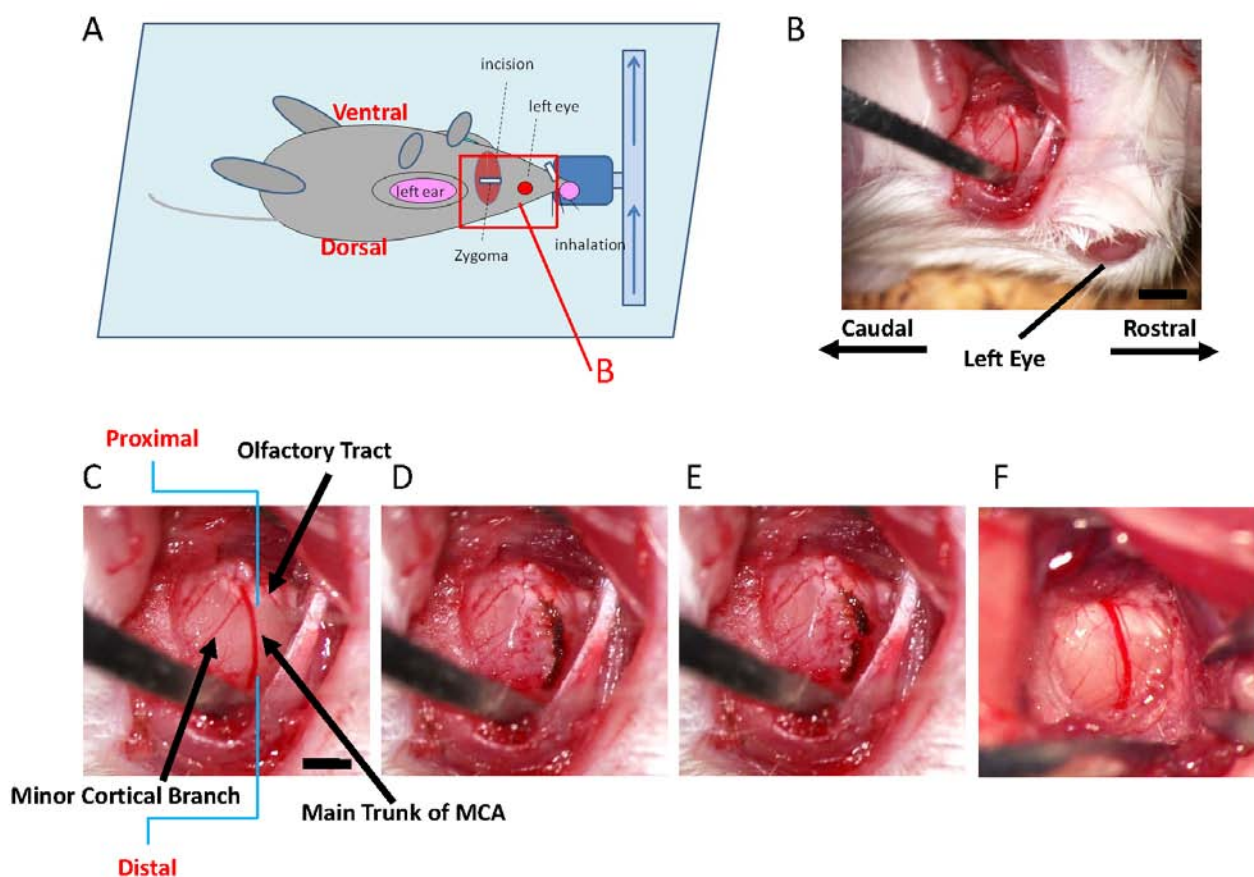 A
incision
Ventral
left eye
left ear
Dorsal
Zygoma
inhalation
B
B
Caudal
Rostral
Left Eye
Proximal
Olfactory Tract
C
D
E
F
Minor Cortical Branch
Main Trunk of MCA
Distal